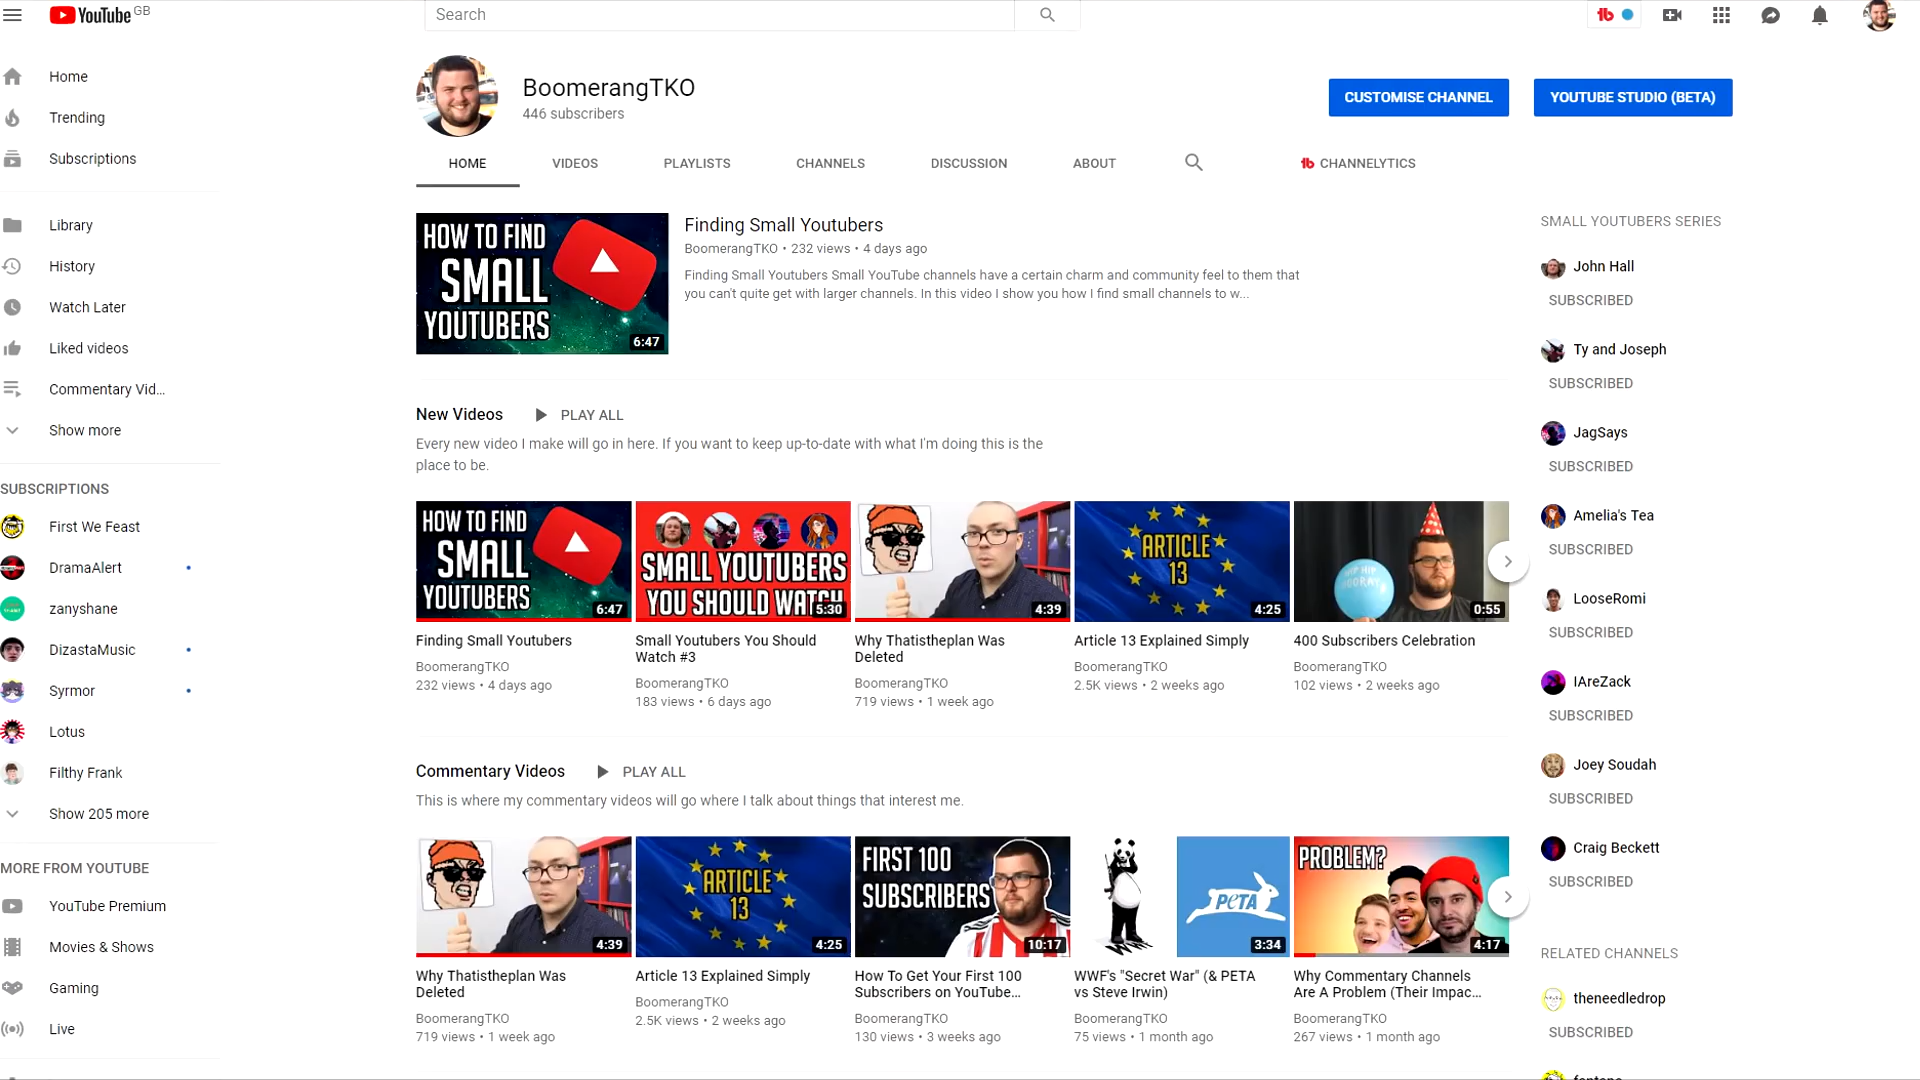 YouTube GB
Search
Home
Trending
Subscriptions
Library
History
Watch Later
Liked videos
Commentary Vid...
Show more
SUBSCRIPTIONS
First We Feast
DramaAlert
zanyshane
DizastaMusic
Syrmor
Lotus
Filthy Frank
Show 205 more
MORE FROM YOUTUBE
YouTube Premium
Movies & Shows
Gaming
Live
BoomerangTKO
446 subscribers
CUSTOMISE CHANNEL
YOUTUBE STUDIO (BETA)
HOME
VIDEOS
PLAYLISTS
CHANNELS
DISCUSSION
ABOUT
CHANNELYTICS
HOW TO FIND
SMALL
YOUTUBERS
6:47
Finding Small Youtubers
BoomerangTKO • 232 views • 4 days ago
Finding Small Youtubers Small YouTube channels have a certain charm and community feel to them that
you can't quite get with larger channels. In this video I show you how I find small channels to w...
New Videos
PLAY ALL
Every new video I make will go in here. If you want to keep up-to-date with what I'm doing this is the
place to be.
HOW TO FIND
SMALL
YOUTUBERS
6:47
Finding Small Youtubers
BoomerangTKO
232 views • 4 days ago
SMALL YOUTUBERS
YOU SHOULD WATCH
5:30
Small Youtubers You Should
Watch #3
BoomerangTKO
183 views • 6 days ago
4:39
Why Thatistheplan Was
Deleted
BoomerangTKO
719 views • 1 week ago
ARTICLE
13
4:25
Article 13 Explained Simply
BoomerangTKO
2.5K views • 2 weeks ago
HIP HIP
HOORAY
0:55
400 Subscribers Celebration
BoomerangTKO
102 views • 2 weeks ago
Commentary Videos
PLAY ALL
This is where my commentary videos will go where I talk about things that interest me.
4:39
Why Thatistheplan Was
Deleted
BoomerangTKO
719 views • 1 week ago
ARTICLE
13
4:25
Article 13 Explained Simply
BoomerangTKO
2.5K views • 2 weeks ago
FIRST 100
SUBSCRIBERS
10:17
How To Get Your First 100
Subscribers on YouTube...
BoomerangTKO
130 views • 3 weeks ago
PeTA
3:34
WWF's "Secret War" (& PETA
vs Steve Irwin)
BoomerangTKO
75 views • 1 month ago
PROBLEM?
4:17
Why Commentary Channels
Are A Problem (Their Impac...
BoomerangTKO
267 views • 1 month ago
SMALL YOUTUBERS SERIES
John Hall
SUBSCRIBED
Ty and Joseph
SUBSCRIBED
JagSays
SUBSCRIBED
Amelia's Tea
SUBSCRIBED
LooseRomi
SUBSCRIBED
IAreZack
SUBSCRIBED
Joey Soudah
SUBSCRIBED
Craig Beckett
SUBSCRIBED
RELATED CHANNELS
theneedledrop
SUBSCRIBED